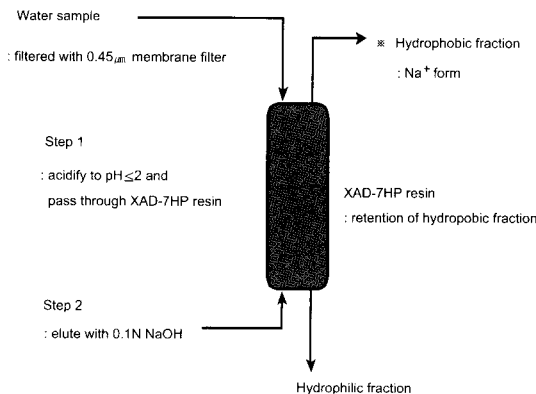 Water sample
: filtered with 0.45㎛ membrane filter
※ Hydrophobic fraction
: Na⁺ form
Step 1
: acidify to pH≤2 and
pass through XAD-7HP resin
XAD-7HP resin
: retention of hydropobic fraction
Step 2
: elute with 0.1N NaOH
Hydrophilic fraction